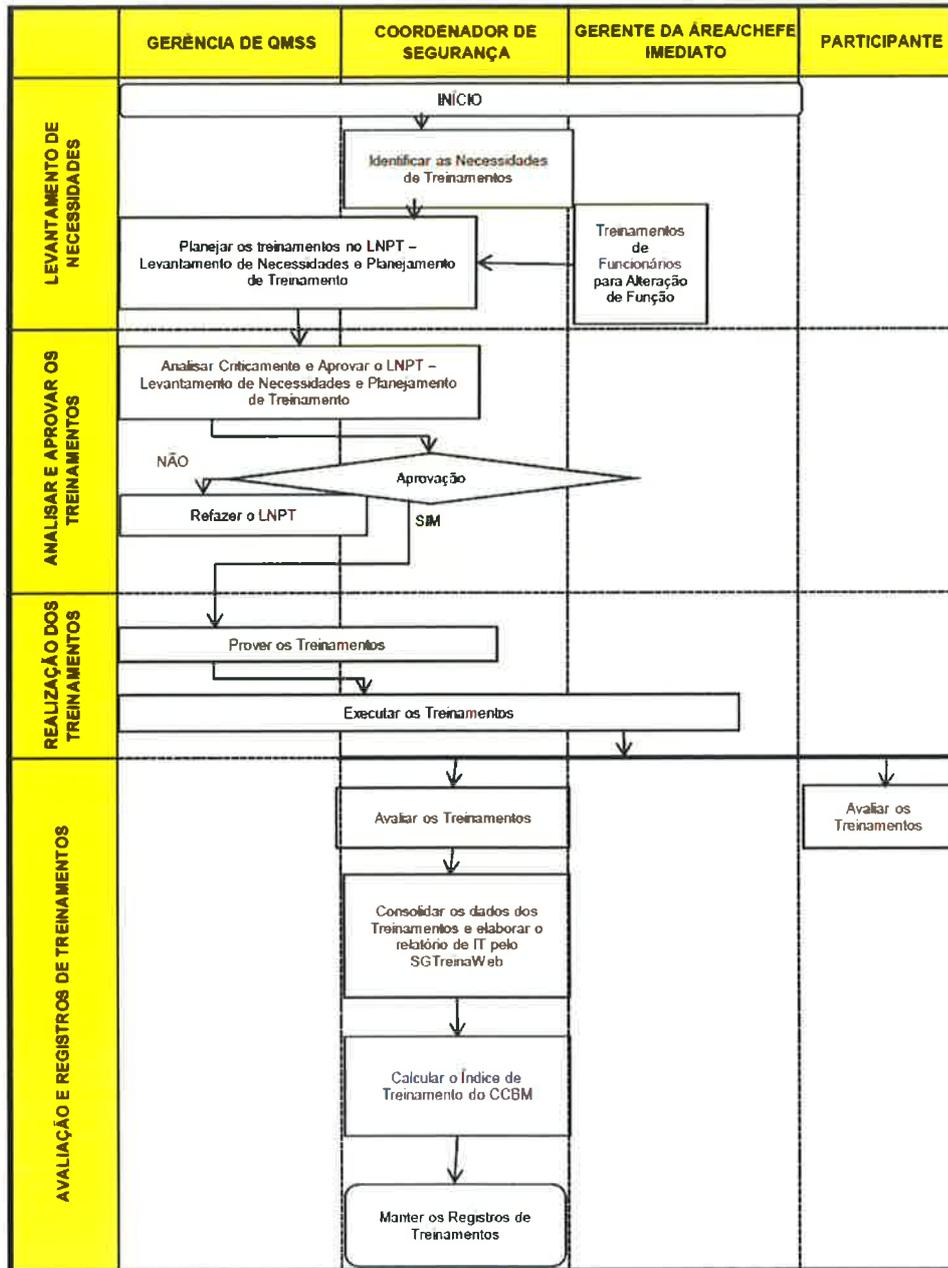 GERÊNCIA DE QMSS
COORDENADOR DE
SEGURANÇA
GERENTE DA ÁREA/CHEFE
IMEDIATO
PARTICIPANTE
LEVANTAMENTO DE
NECESSIDADES
INÍCIO
Identificar as Necessidades
de Treinamentos
Planejar os treinamentos no LNPT –
Levantamento de Necessidades e Planejamento
de Treinamento
Treinamentos
de
Funcionários
para Alteração
de Função
ANALISAR E APROVAR OS
TREINAMENTOS
Analisar Criticamente e Aprovar o LNPT –
Levantamento de Necessidades e Planejamento
de Treinamento
NÃO
Aprovação
Refazer o LNPT
SIM
REALIZAÇÃO DOS
TREINAMENTOS
Prover os Treinamentos
Executar os Treinamentos
AVALIAÇÃO E REGISTROS DE TREINAMENTOS
Avaliar os Treinamentos
Avaliar os
Treinamentos
Consolidar os dados dos
Treinamentos e elaborar o
relatório de IT pelo
SGTreinaWeb
Calcular o Índice de
Treinamento do CCBM
Manter os Registros de
Treinamentos